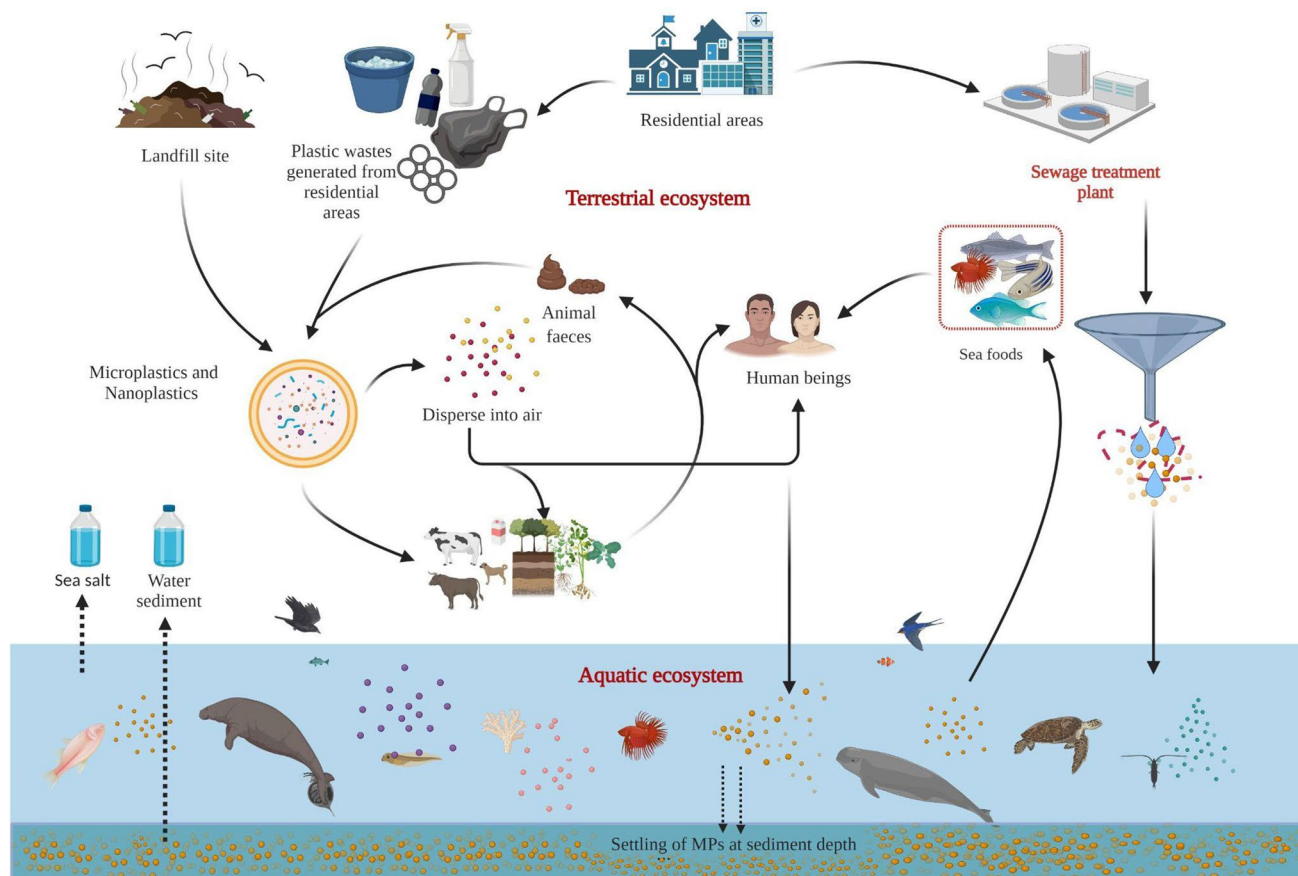 Residential areas
Landfill site
Plastic wastes
generated from
residential
areas
Sewage treatment
plant
Terrestrial ecosystem
Animal
faeces
Sea foods
Microplastics and
Nanoplastics
Human beings
Disperse into air
Sea salt
Water
sediment
Aquatic ecosystem
Settling of MPs at sediment depth
...